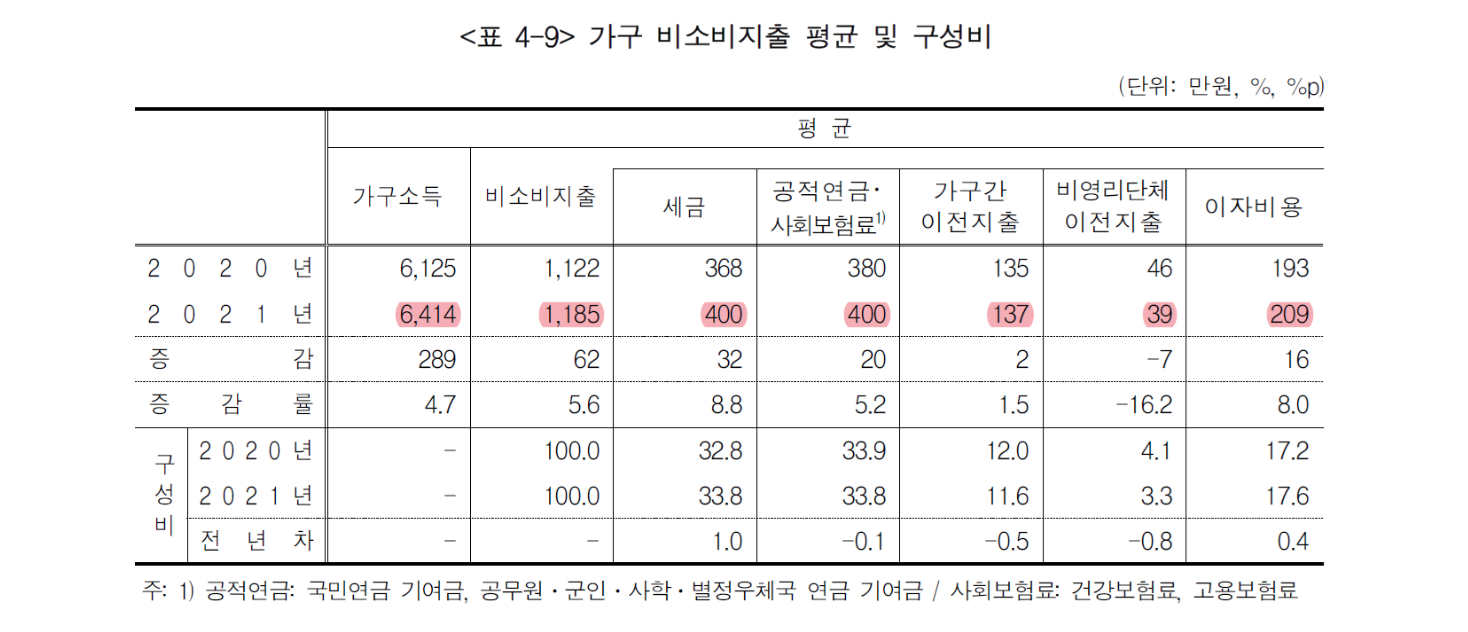 <표 4-9> 가구 비소비지출 평균 및 구성비
(단위: 만원, %, %p)
평 균
가구소득 비소비지출 세금 공적연금· 사회보험료1) 가구간 이전지출 비영리단체 이전지출 이자비용
2020년 6,125 1,122 368 380 135 46 193
2021년 6,414 1,185 400 400 137 39 209
증감 289 62 32 20 2 -7 16
증감률 4.7 5.6 8.8 5.2 1.5 -16.2 8.0
구성비 2020년 - 100.0 32.8 33.9 12.0 4.1 17.2
2021년 - 100.0 33.8 33.8 11.6 3.3 17.6
전년차 - - 1.0 -0.1 -0.5 -0.8 0.4
주: 1) 공적연금: 국민연금 기여금, 공무원·군인·사학·별정우체국 연금 기여금 / 사회보험료: 건강보험료, 고용보험료